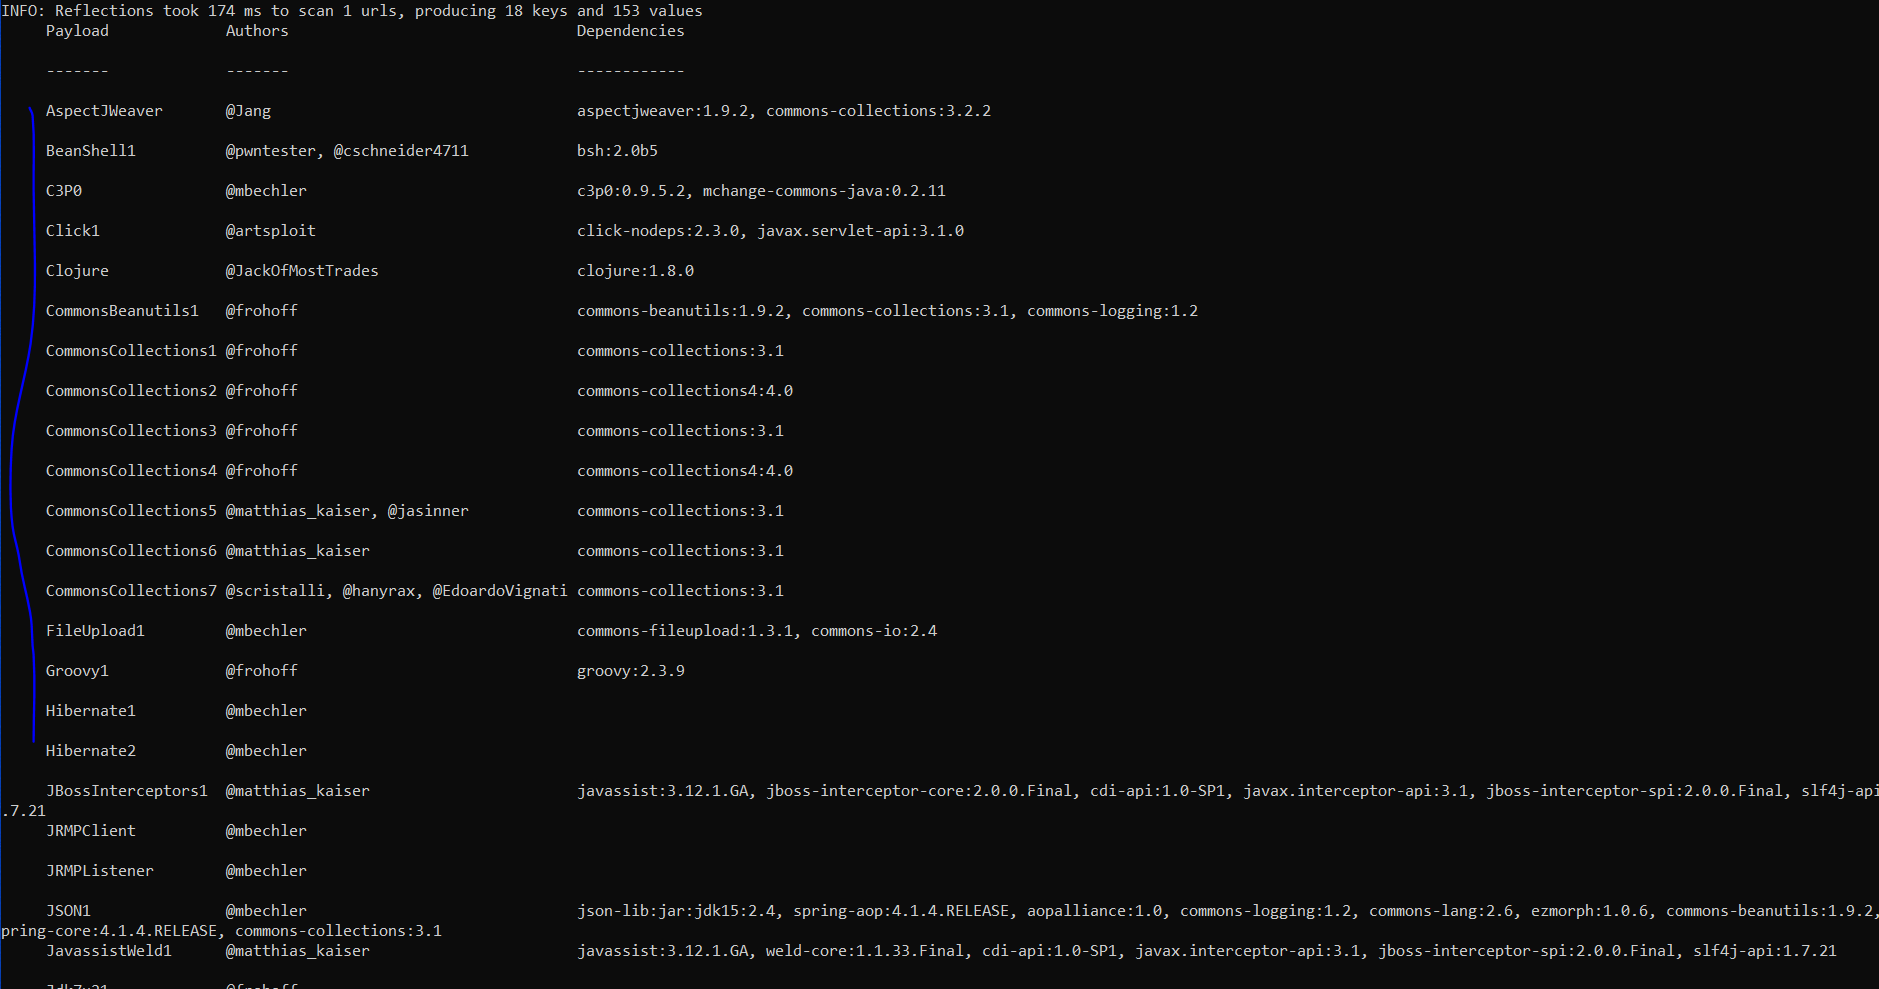 INFO: Reflections took 174 ms to scan 1 urls, producing 18 keys and 153 values
Payload Authors Dependencies
------- ------- ------------
AspectJWeaver @Jang aspectjweaver:1.9.2, commons-collections:3.2.2
BeanShell1 @pwntester, @cschneider4711 bsh:2.0b5
C3P0 @mbechler c3p0:0.9.5.2, mchange-commons-java:0.2.11
Click1 @artsploit click-nodeps:2.3.0, javax.servlet-api:3.1.0
Clojure @JackOfMostTrades clojure:1.8.0
CommonsBeanutils1 @frohoff commons-beanutils:1.9.2, commons-collections:3.1, commons-logging:1.2
CommonsCollections1 @frohoff commons-collections:3.1
CommonsCollections2 @frohoff commons-collections4:4.0
CommonsCollections3 @frohoff commons-collections:3.1
CommonsCollections4 @frohoff commons-collections4:4.0
CommonsCollections5 @matthias_kaiser, @jasinner commons-collections:3.1
CommonsCollections6 @matthias_kaiser commons-collections:3.1
CommonsCollections7 @scristalli, @hanyrax, @EdoardoVignati commons-collections:3.1
FileUpload1 @mbechler commons-fileupload:1.3.1, commons-io:2.4
Groovy1 @frohoff groovy:2.3.9
Hibernate1 @mbechler
Hibernate2 @mbechler
JBossInterceptors1 @matthias_kaiser javassist:3.12.1.GA, jboss-interceptor-core:2.0.0.Final, cdi-api:1.0-SP1, javax.interceptor-api:3.1, jboss-interceptor-spi:2.0.0.Final, slf4j-api
.7.21
JRMPClient @mbechler
JRMPListener @mbechler
JSON1 @mbechler json-lib:jar:jdk15:2.4, spring-aop:4.1.4.RELEASE, aopalliance:1.0, commons-logging:1.2, commons-lang:2.6, ezmorph:1.0.6, commons-beanutils:1.9.2,
pring-core:4.1.4.RELEASE, commons-collections:3.1
JavassistWeld1 @matthias_kaiser javassist:3.12.1.GA, weld-core:1.1.33.Final, cdi-api:1.0-SP1, javax.interceptor-api:3.1, jboss-interceptor-spi:2.0.0.Final, slf4j-api:1.7.21